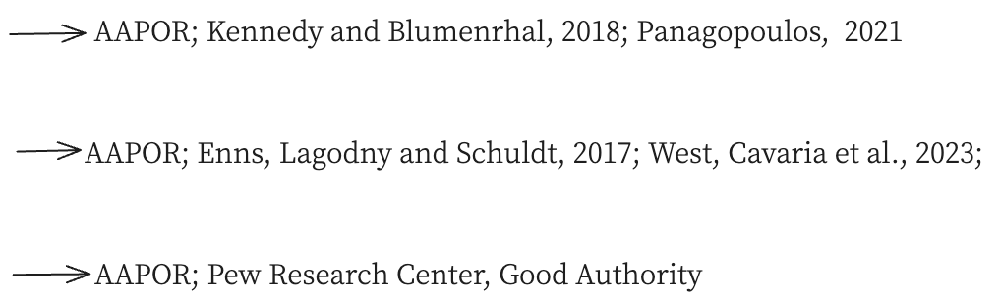 AAPOR; Kennedy and Blumenrhal, 2018; Panagopoulos, 2021
AAPOR; Enns, Lagodny and Schuldt, 2017; West, Cavaria et al., 2023;
AAPOR; Pew Research Center, Good Authority